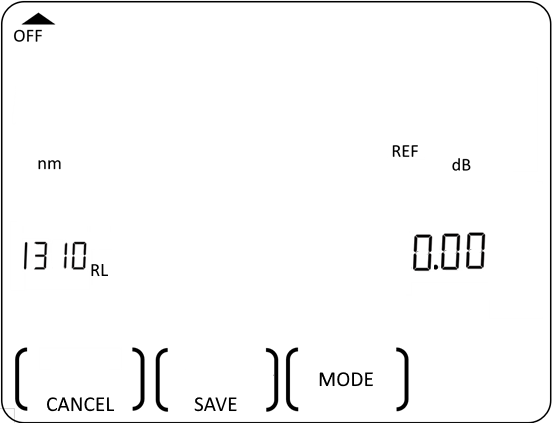 OFF
REF
nm dB
1310 RL 0.00
MODE
CANCEL SAVE